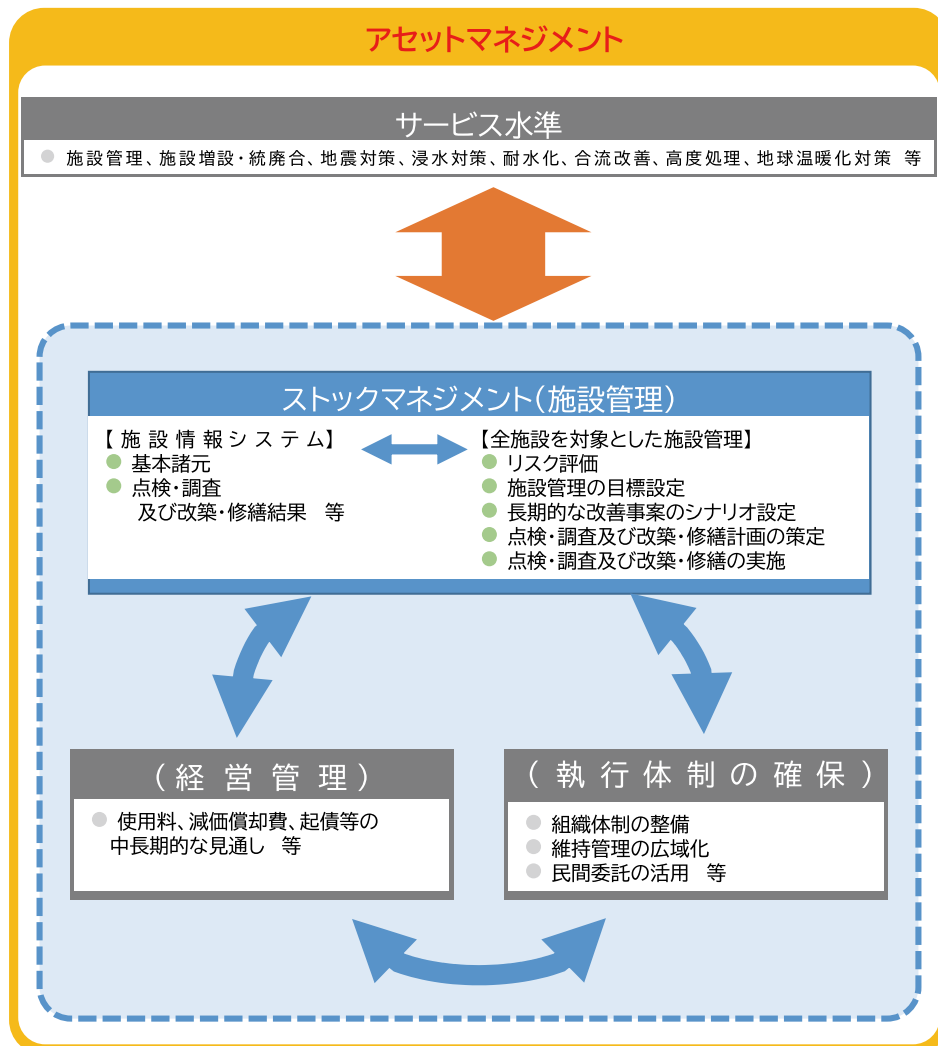 アセットマネジメント
サービス水準
施設管理、施設増設・統廃合、地震対策、浸水対策、耐水化、合流改善、高度処理、地球温暖化対策 等
ストックマネジメント（施設管理）
【 施 設 情 報 シ ス テ ム】
基本諸元
点検・調査
及び改築・修繕結果 等
【全施設を対象とした施設管理】
リスク評価
施設管理の目標設定
長期的な改善事案のシナリオ設定
点検・調査及び改築・修繕計画の策定
点検・調査及び改築・修繕の実施
（ 経 営 管 理 ）
使用料、減価償却費、起債等の
中長期的な見通し 等
（ 執 行 体 制 の 確 保 ）
組織体制の整備
維持管理の広域化
民間委託の活用 等